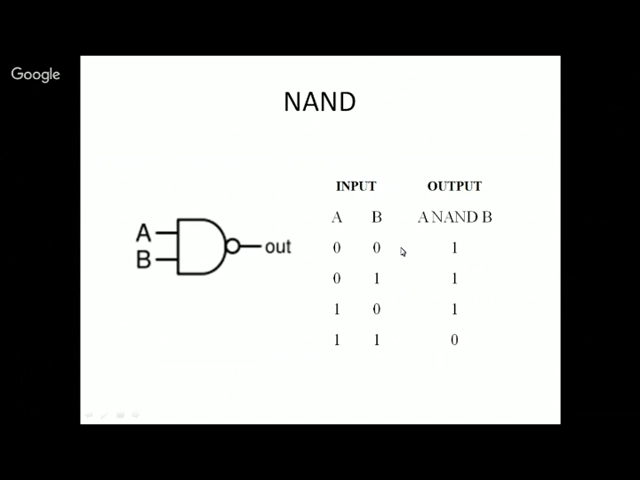 Google
NAND
INPUT OUTPUT
A B A NAND B
0 0 1
0 1 1
1 0 1
1 1 0
A
B
out